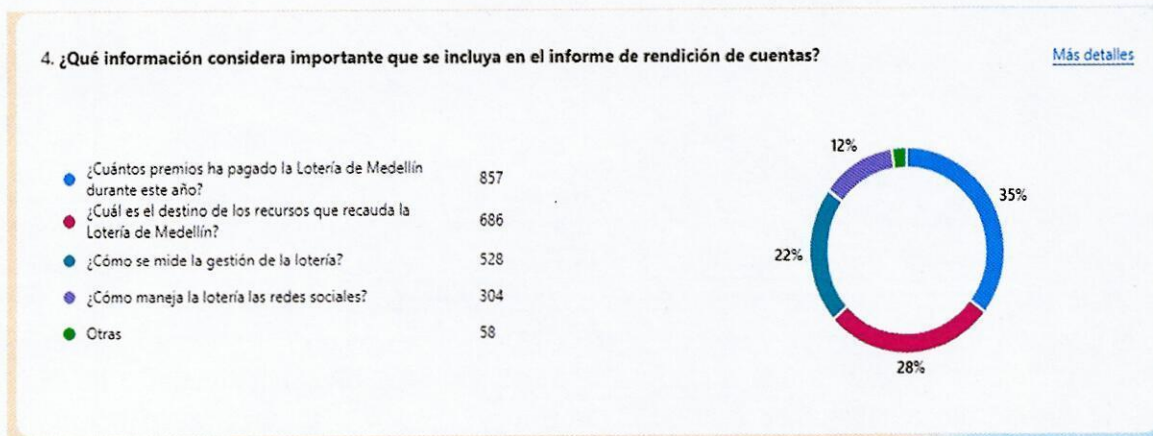 4. ¿Qué información considera importante que se incluya en el informe de rendición de cuentas?
Más detalles
¿Cuántos premios ha pagado la Lotería de Medellín
durante este año?
857
¿Cuál es el destino de los recursos que recauda la
Lotería de Medellín?
686
¿Cómo se mide la gestión de la lotería?
528
¿Cómo maneja la lotería las redes sociales?
304
Otras
58
12%
35%
22%
28%